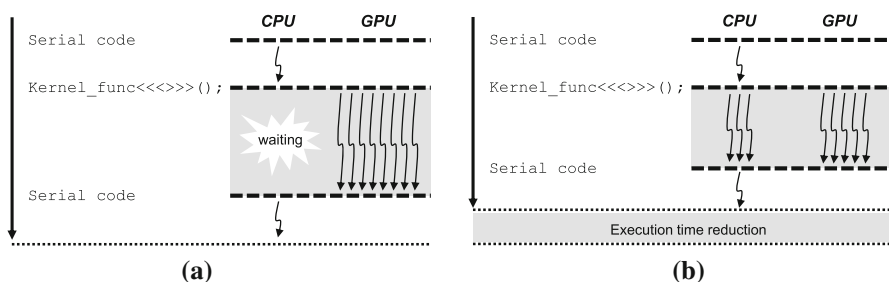 CPU GPU
Serial code
Kernel_func<<<>>>();
waiting
Serial code
(a)
CPU GPU
Serial code
Kernel_func<<<>>>();
Serial code
Execution time reduction
(b)